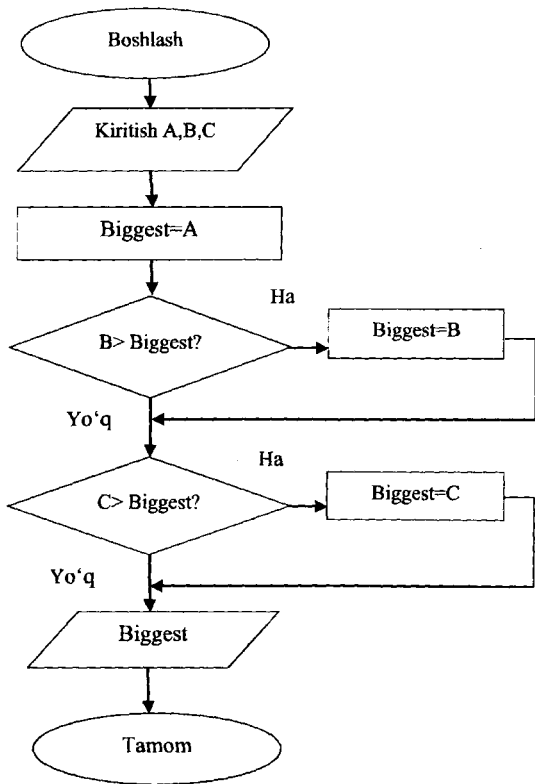 Boshlash
Kiritish A,B,C
Biggest=A
Ha
B> Biggest?
Biggest=B
Yo‘q
Ha
C> Biggest?
Biggest=C
Yo‘q
Biggest
Tamom